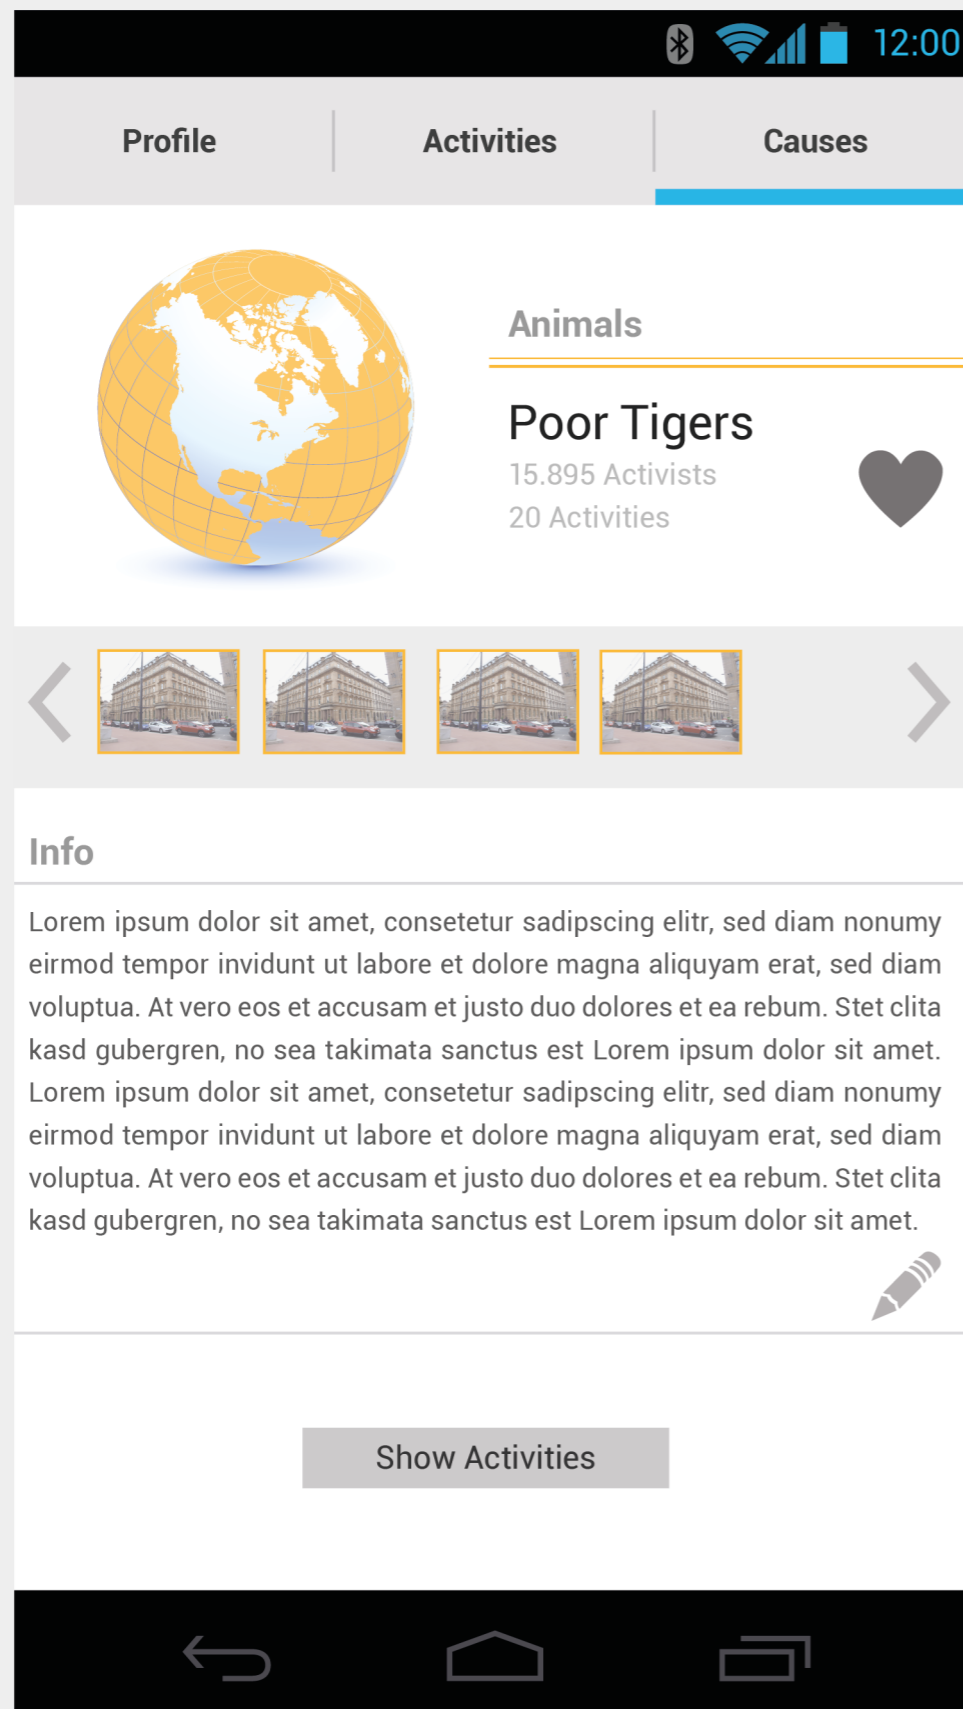 12:00
Profile
Activities
Causes
Animals
Poor Tigers
15.895 Activists
20 Activities
Info
Lorem ipsum dolor sit amet, consetetur sadipscing elitr, sed diam nonumy
eirmod tempor invidunt ut labore et dolore magna aliquyam erat, sed diam
voluptua. At vero eos et accusam et justo duo dolores et ea rebum. Stet clita
kasd gubergren, no sea takimata sanctus est Lorem ipsum dolor sit amet.
Lorem ipsum dolor sit amet, consetetur sadipscing elitr, sed diam nonumy
eirmod tempor invidunt ut labore et dolore magna aliquyam erat, sed diam
voluptua. At vero eos et accusam et justo duo dolores et ea rebum. Stet clita
kasd gubergren, no sea takimata sanctus est Lorem ipsum dolor sit amet.
Show Activities